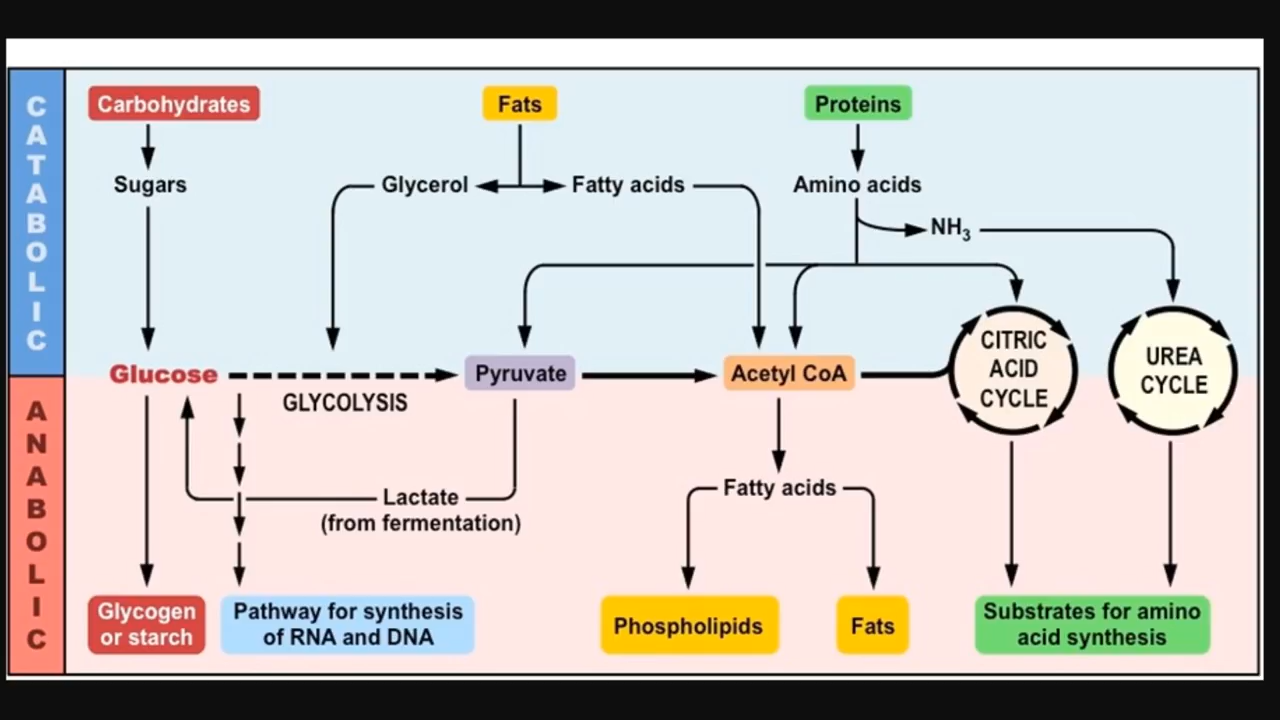 CATABOLIC
Carbohydrates
Fats
Proteins
Sugars
Glycerol
Fatty acids
Amino acids
NH₃
Glucose
GLYCOLYSIS
Pyruvate
Acetyl CoA
CITRIC
ACID
CYCLE
UREA
CYCLE
ANABOLIC
Lactate
(from fermentation)
Fatty acids
Glycogen
or starch
Pathway for synthesis
of RNA and DNA
Phospholipids
Fats
Substrates for amino
acid synthesis